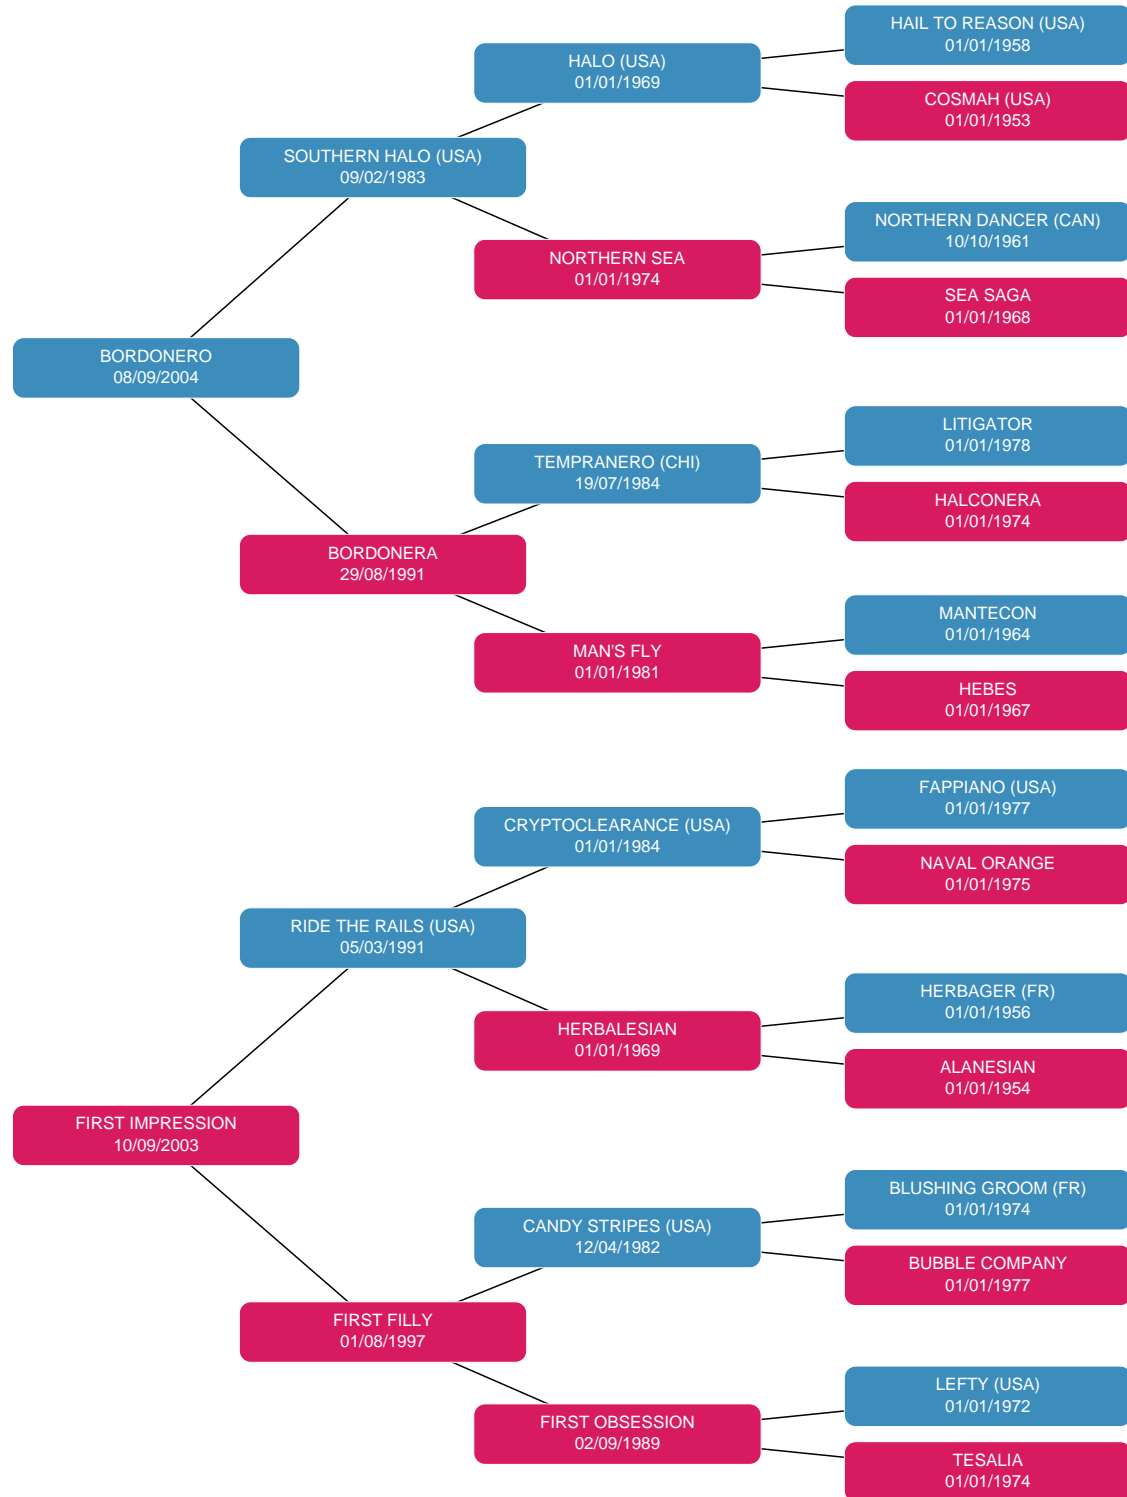 HAIL TO REASON (USA)
01/01/1958
HALO (USA)
01/01/1969
COSMAH (USA)
01/01/1953
SOUTHERN HALO (USA)
09/02/1983
NORTHERN DANCER (CAN)
10/10/1961
NORTHERN SEA
01/01/1974
SEA SAGA
01/01/1968
BORDONERO
08/09/2004
LITIGATOR
01/01/1978
TEMPRANERO (CHI)
19/07/1984
HALCONERA
01/01/1974
BORDONERA
29/08/1991
MANTECON
01/01/1964
MAN'S FLY
01/01/1981
HEBES
01/01/1967
FAPPIANO (USA)
01/01/1977
CRYPTOCLEARANCE (USA)
01/01/1984
NAVAL ORANGE
01/01/1975
RIDE THE RAILS (USA)
05/03/1991
HERBAGER (FR)
01/01/1956
HERBALESIAN
01/01/1969
ALANESIAN
01/01/1954
FIRST IMPRESSION
10/09/2003
BLUSHING GROOM (FR)
01/01/1974
CANDY STRIPES (USA)
12/04/1982
BUBBLE COMPANY
01/01/1977
FIRST FILLY
01/08/1997
LEFTY (USA)
01/01/1972
FIRST OBSESSION
02/09/1989
TESALIA
01/01/1974